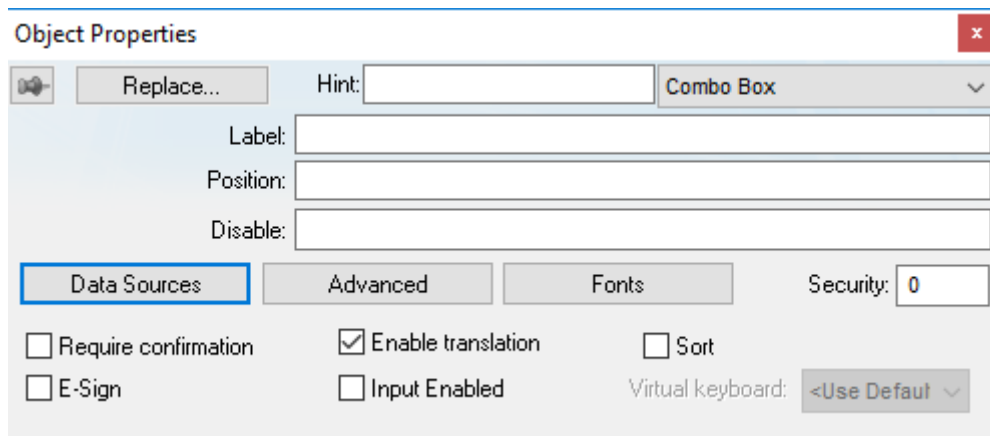 Object Properties
x
Replace... Hint: Combo Box
Label:
Position:
Disable:
Data Sources Advanced Fonts Security: 0
Require confirmation Enable translation Sort
E-Sign Input Enabled Virtual keyboard: <Use Defaul